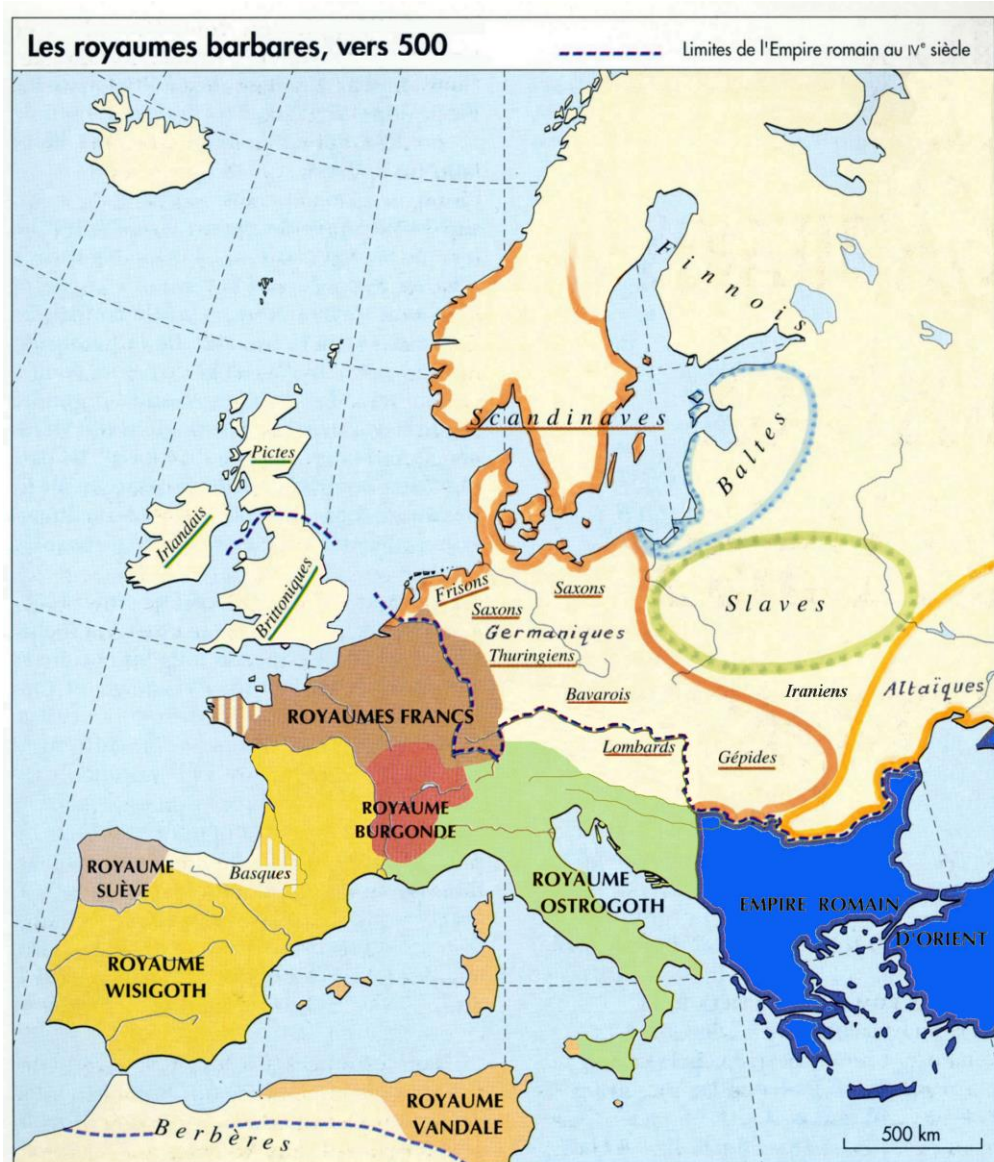 Les royaumes barbares, vers 500
Limites de l'Empire romain au IVe siècle
Finnois
Scandinaves
Baltes
Pictes
Irlandais
Brittoniques
Frisons
Saxons
Saxons
Slaves
Germaniques
Thuringiens
Bavarois
Iraniens
Altaïques
ROYAUMES FRANCS
Lombards
Gépides
ROYAUME
BURGONDE
ROYAUME
SUÈVE
Basques
ROYAUME
OSTROGOTH
EMPIRE ROMAIN
D'ORIENT
ROYAUME
WISIGOTH
ROYAUME
VANDALE
Berbères
500 km